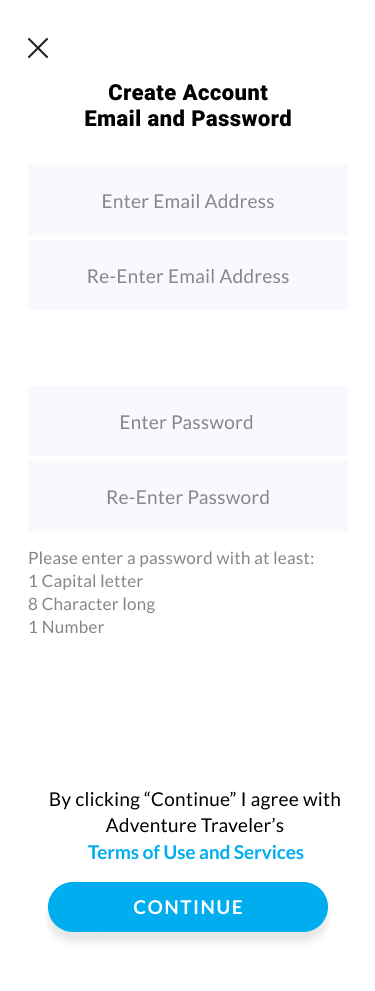 Create Account
Email and Password
Enter Email Address
Re-Enter Email Address
Enter Password
Re-Enter Password
Please enter a password with at least:
1 Capital letter
8 Character long
1 Number
By clicking “Continue” I agree with
Adventure Traveler’s
Terms of Use and Services
CONTINUE